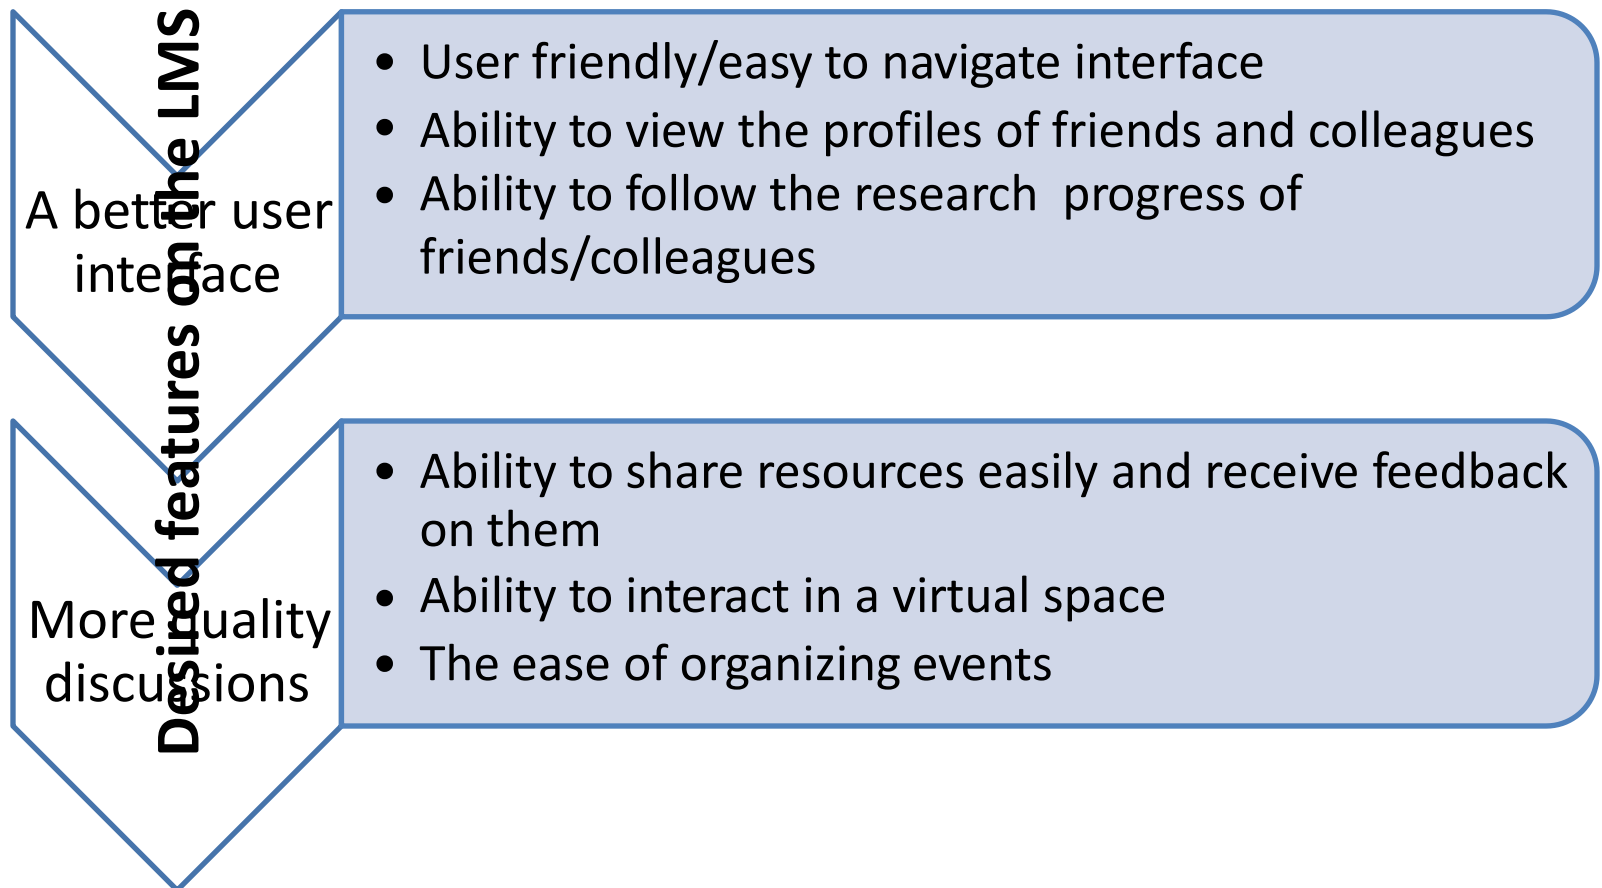 Desired features on the LMS
A better user
interface
• User friendly/easy to navigate interface
• Ability to view the profiles of friends and colleagues
• Ability to follow the research  progress of
friends/colleagues
More quality
discussions
• Ability to share resources easily and receive feedback
on them
• Ability to interact in a virtual space
• The ease of organizing events